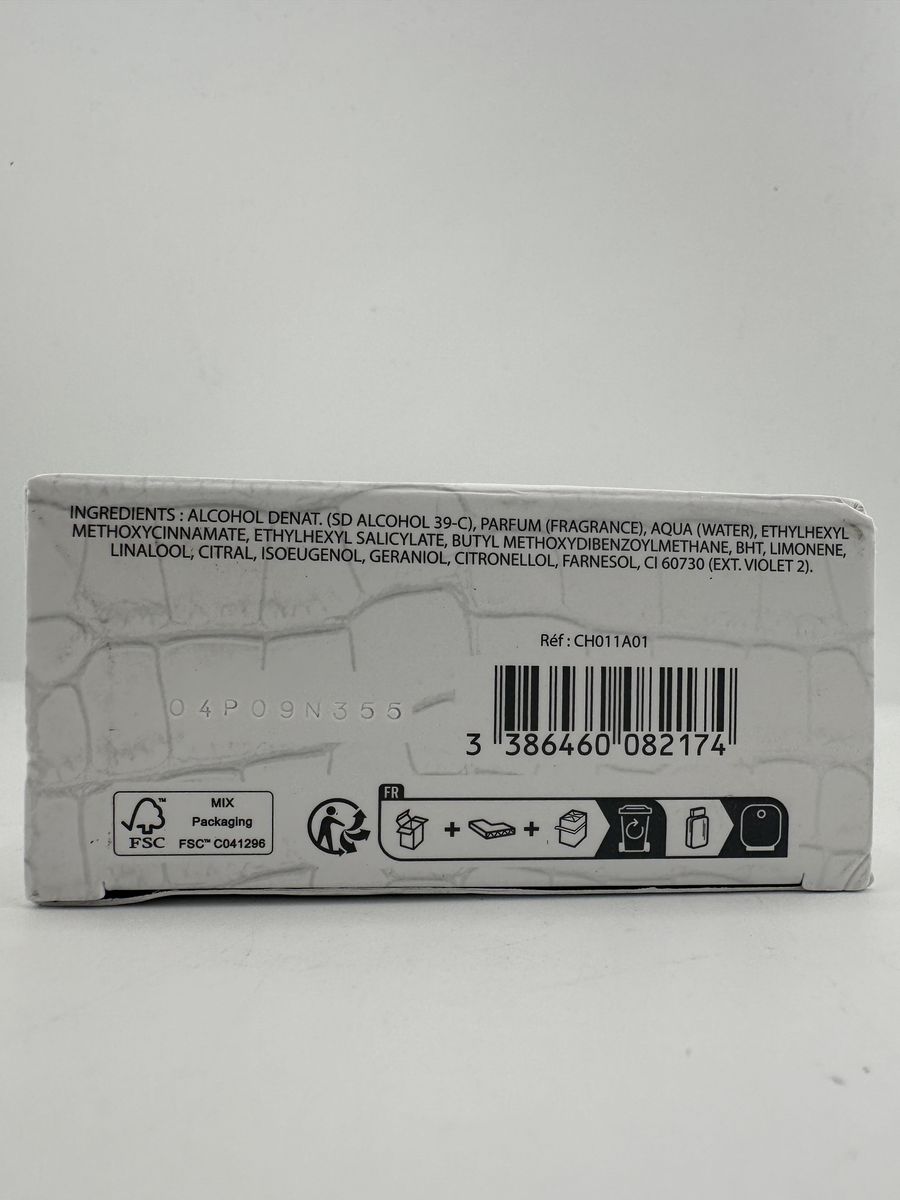 INGREDIENTS : ALCOHOL DENAT. (SD ALCOHOL 39-C), PARFUM (FRAGRANCE), AQUA (WATER), ETHYLHEXYL
METHOXYCINNAMATE, ETHYLHEXYL SALICYLATE, BUTYL METHOXYDIBENZOYLMETHANE, BHT, LIMONENE,
LINALOOL, CITRAL, ISOEUGENOL, GERANIOL, CITRONELLOL, FARNESOL, CI 60730 (EXT. VIOLET 2).
Réf : CH011A01
04P09N355
3 386460 082174
FR
FSC™
MIX
Packaging
FSC™ C041296